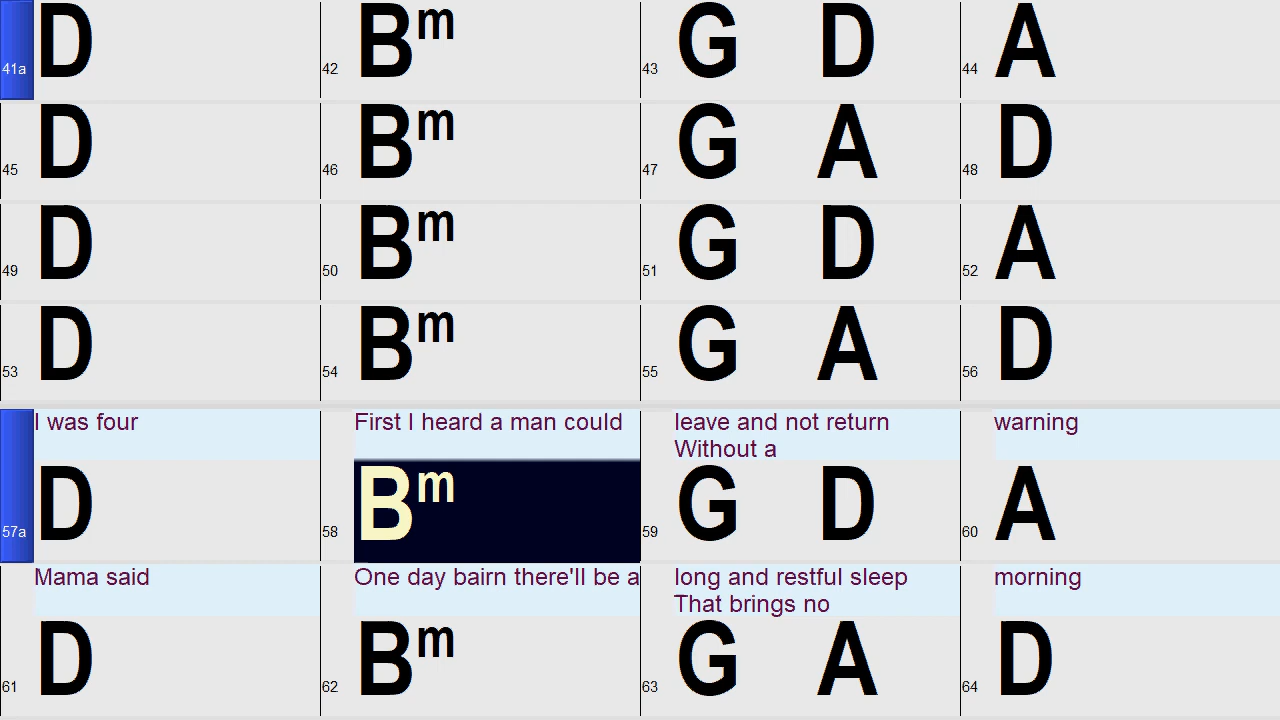 41a D 42 Bm 43 G D 44 A
45 D 46 Bm 47 G A 48 D
49 D 50 Bm 51 G D 52 A
53 D 54 Bm 55 G A 56 D
I was four First I heard a man could leave and not return warning
Without a
57a D 58 Bm 59 G D 60 A
Mama said One day bairn there'll be a long and restful sleep morning
That brings no
61 D 62 Bm 63 G A 64 D